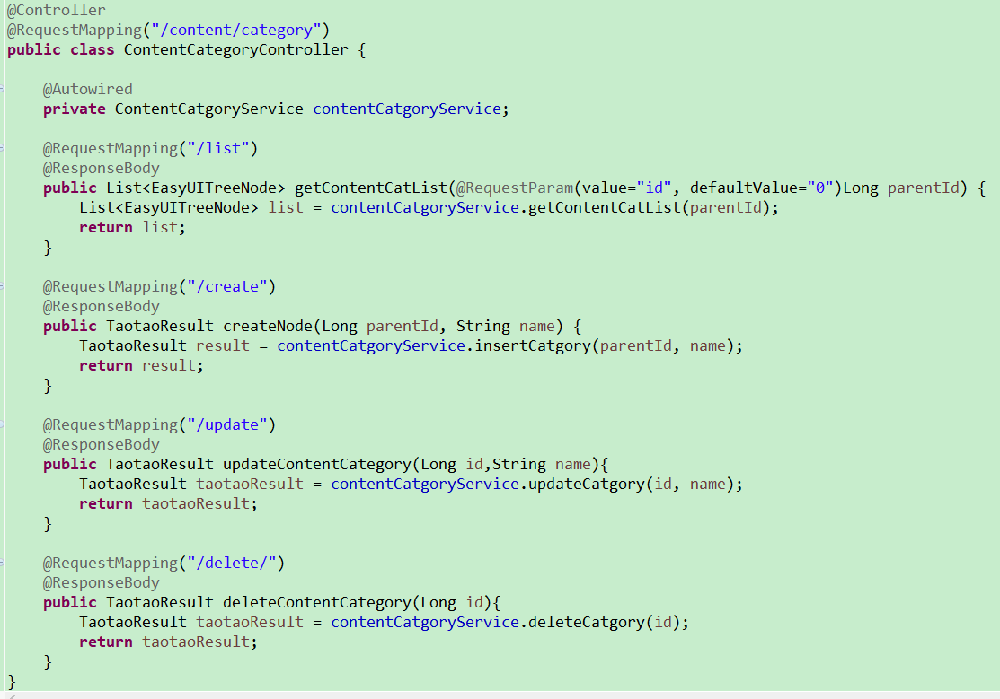 @Controller
@RequestMapping("/content/category")
public class ContentCategoryController {
@Autowired
private ContentCatgoryService contentCatgoryService;
@RequestMapping("/list")
@ResponseBody
public List<EasyUITreeNode> getContentCatList(@RequestParam(value="id", defaultValue="0")Long parentId) {
List<EasyUITreeNode> list = contentCatgoryService.getContentCatList(parentId);
return list;
}
@RequestMapping("/create")
@ResponseBody
public TaotaoResult createNode(Long parentId, String name) {
TaotaoResult result = contentCatgoryService.insertCatgory(parentId, name);
return result;
}
@RequestMapping("/update")
@ResponseBody
public TaotaoResult updateContentCategory(Long id,String name){
TaotaoResult taotaoResult = contentCatgoryService.updateCatgory(id, name);
return taotaoResult;
}
@RequestMapping("/delete/")
@ResponseBody
public TaotaoResult deleteContentCategory(Long id){
TaotaoResult taotaoResult = contentCatgoryService.deleteCatgory(id);
return taotaoResult;
}
}